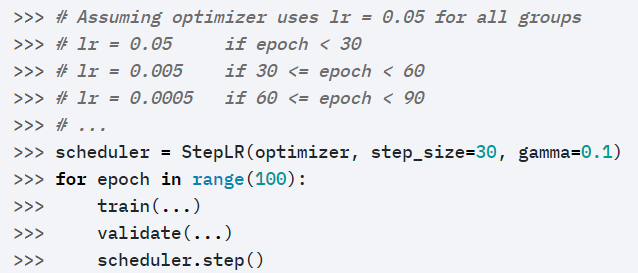 >>> # Assuming optimizer uses lr = 0.05 for all groups
>>> # lr = 0.05     if epoch < 30
>>> # lr = 0.005    if 30 <= epoch < 60
>>> # lr = 0.0005   if 60 <= epoch < 90
>>> # ...
>>> scheduler = StepLR(optimizer, step_size=30, gamma=0.1)
>>> for epoch in range(100):
>>>     train(...)
>>>     validate(...)
>>>     scheduler.step()